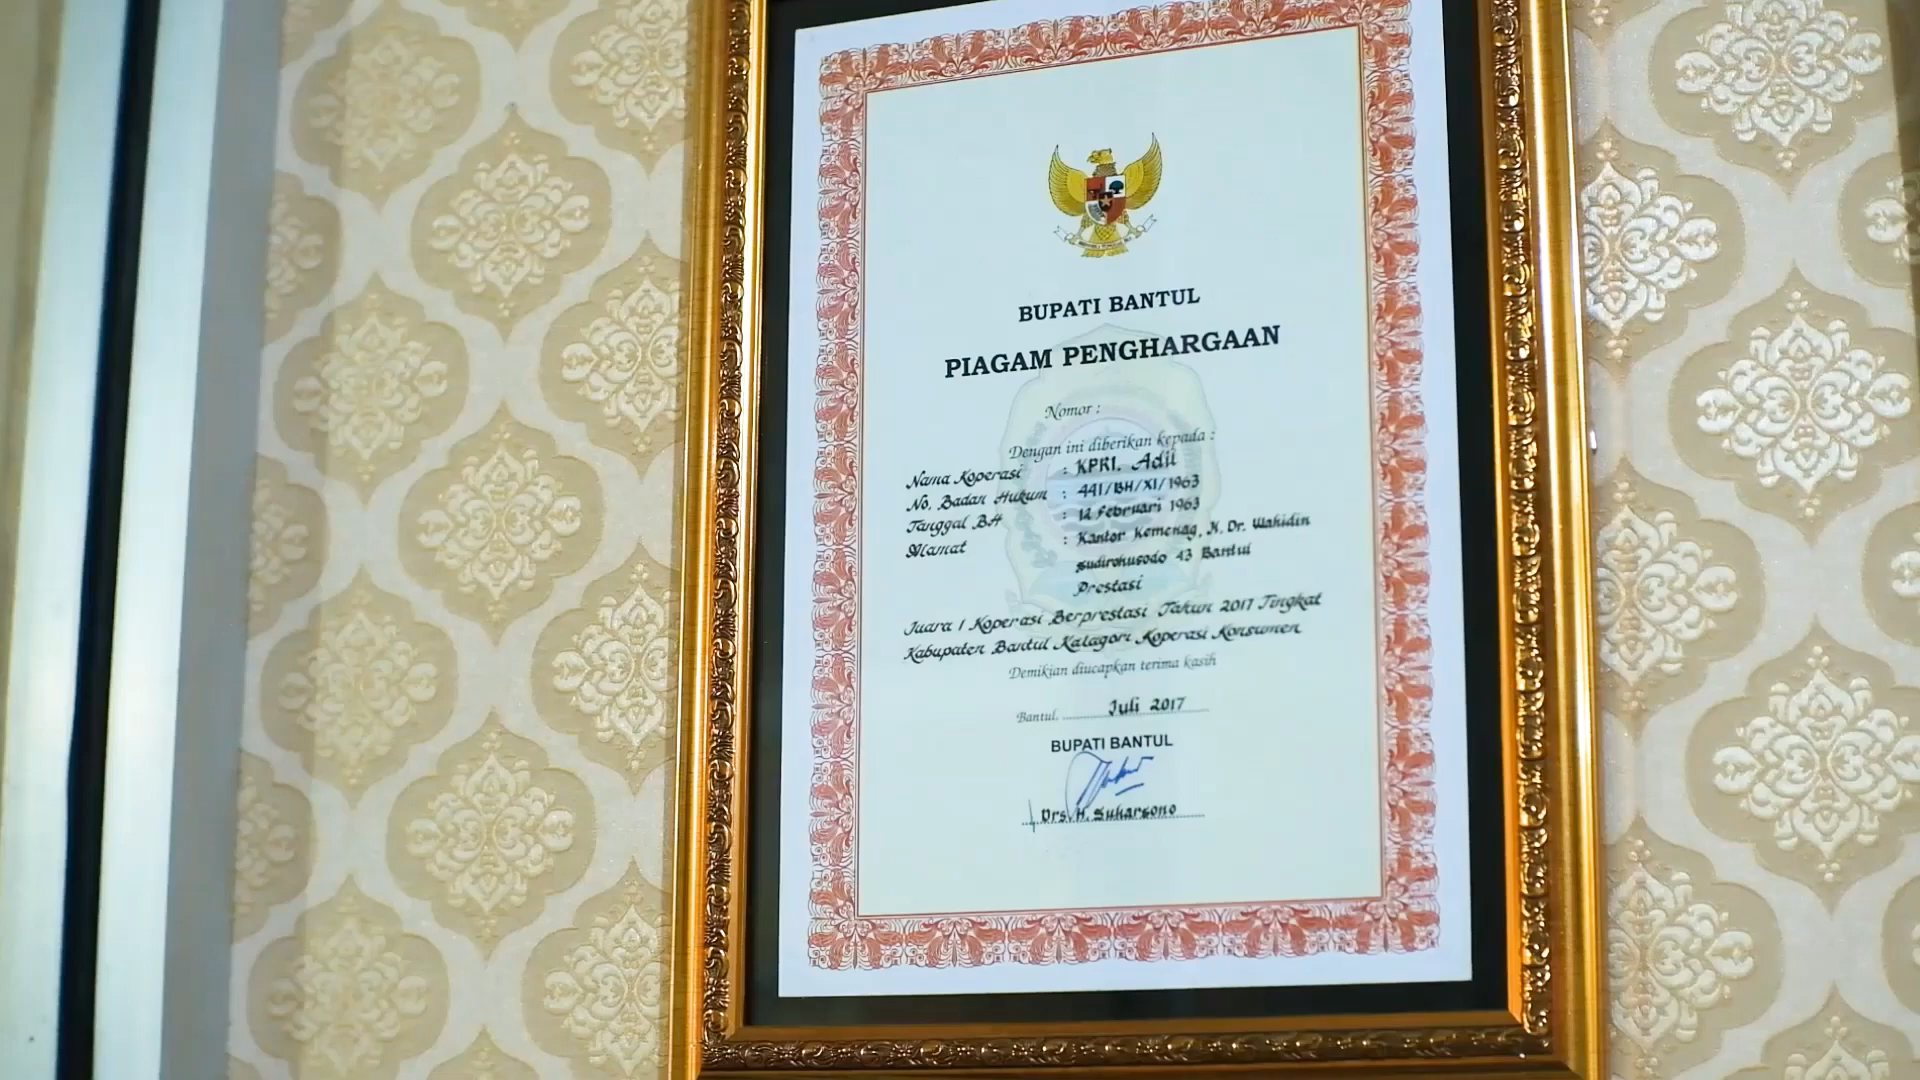 BUPATI BANTUL
PIAGAM PENGHARGAAN
Nomor :
Dengan ini diberikan kepada :
Nama Koperasi : KPRI. Adil
No. Badan Hukum : 441/BH/XI/1963
Tanggal BH : 12 Februari 1963
Alamat : Kantor Kemenag, Jl. Dr. Wahidin
Sudirohusodo 43 Bantul
Prestasi
Juara I Koperasi Berprestasi Tahun 2017 Tingkat
Kabupaten Bantul Katagori Koperasi Konsumen
Demikian diucapkan terima kasih
Bantul, Juli 2017
BUPATI BANTUL
Drs. H. Suharsono